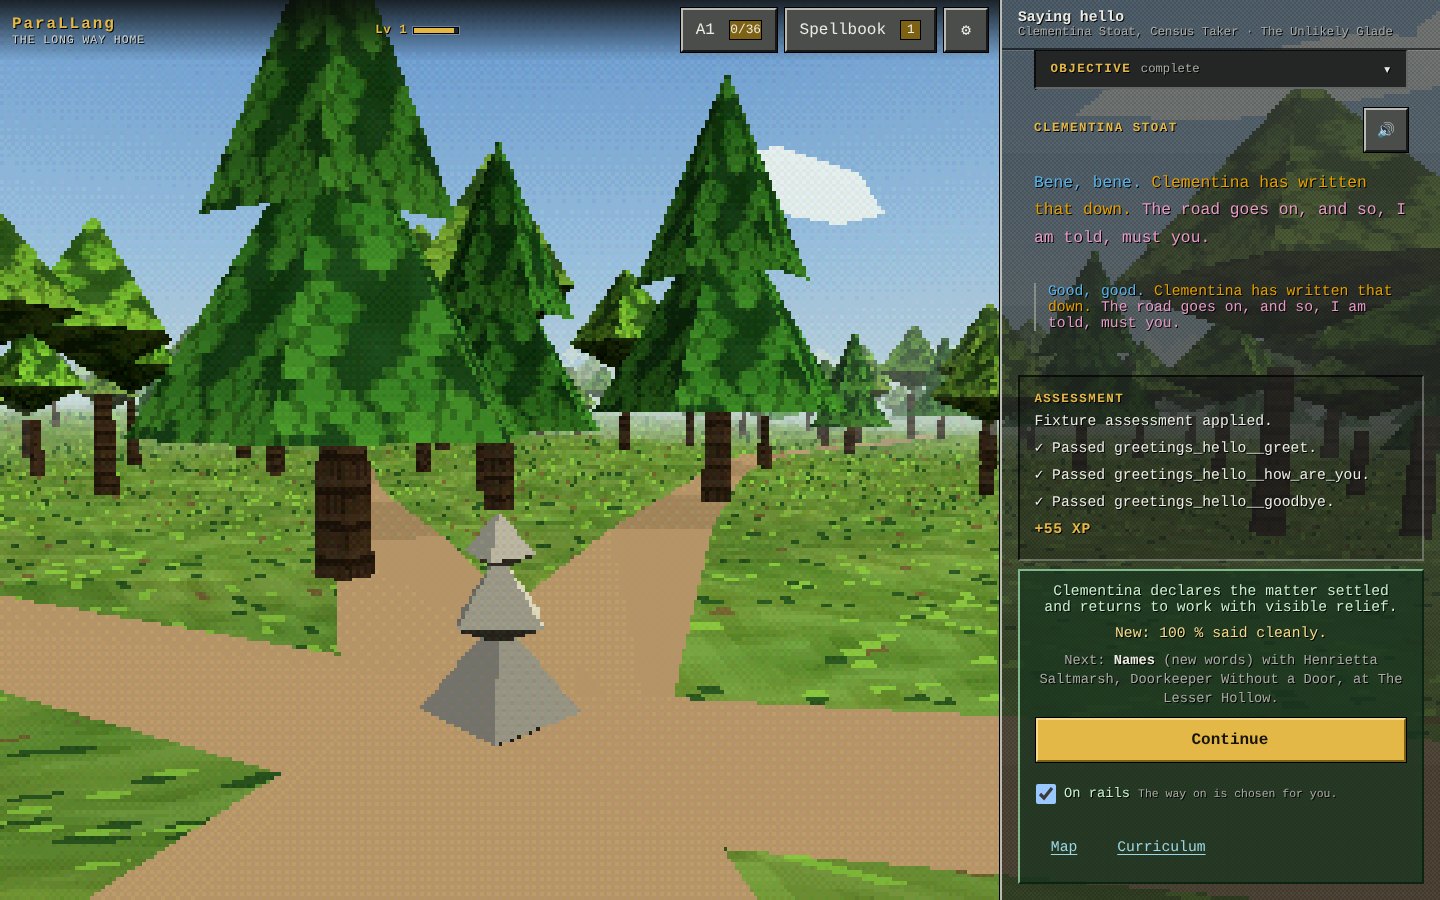 ParaLLang
THE LONG WAY HOME
Lv 1
A1 0/36
Spellbook 1
Saying hello
Clementina Stoat, Census Taker · The Unlikely Glade
OBJECTIVE complete
CLEMENTINA STOAT
Bene, bene. Clementina has written
that down. The road goes on, and so, I
am told, must you.
Good, good. Clementina has written that
down. The road goes on, and so, I am
told, must you.
ASSESSMENT
Fixture assessment applied.
✓ Passed greetings_hello__greet.
✓ Passed greetings_hello__how_are_you.
✓ Passed greetings_hello__goodbye.
+55 XP
Clementina declares the matter settled
and returns to work with visible relief.
New: 100 % said cleanly.
Next: Names (new words) with Henrietta
Saltmarsh, Doorkeeper Without a Door, at The
Lesser Hollow.
Continue
On rails The way on is chosen for you.
Map Curriculum